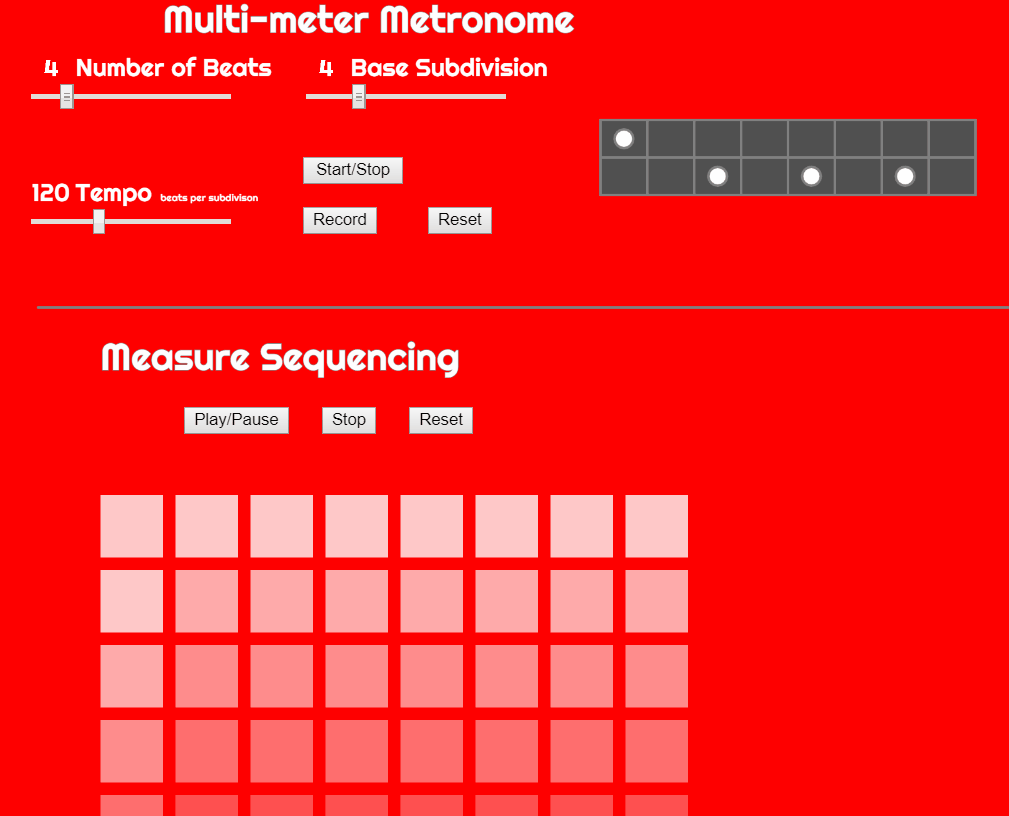 Multi-meter Metronome
4 Number of Beats
4 Base Subdivision
Start/Stop
120 Tempo beats per subdivison
Record
Reset
Measure Sequencing
Play/Pause
Stop
Reset